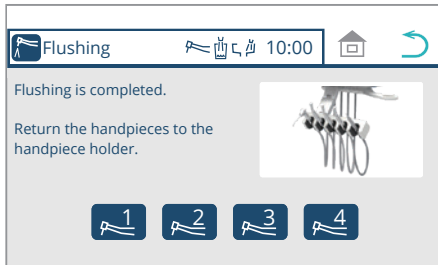 Flushing 10:00
Flushing is completed.
Return the handpieces to the
handpiece holder.
1 2 3 4